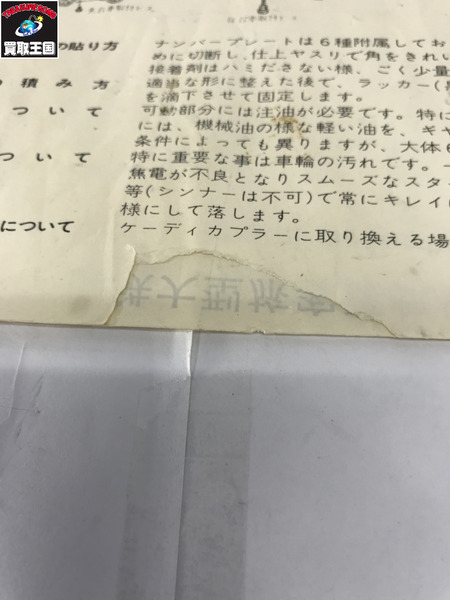 TREASURE KINGDOM
買取王国
の貼り方 ナンバープレートは6種附属してお
めに切断し、仕上ヤスリで角をきれい
接着剤はハミださない様、ごく少量
の積み方 適当な形に整えた後で、ラッカー(
を滴下させて固定します。
ついて 可動部分には注油が必要です。特に
には、機械油の様な軽い油を、ギヤ
条件によっても異りますが、大体6
ついて 特に重要な事は車輪の汚れです。
集電が不良となりスムーズなスター
等(シンナーは不可)で常にキレイに
様にして落します。
について ケーディカプラーに取り換える場